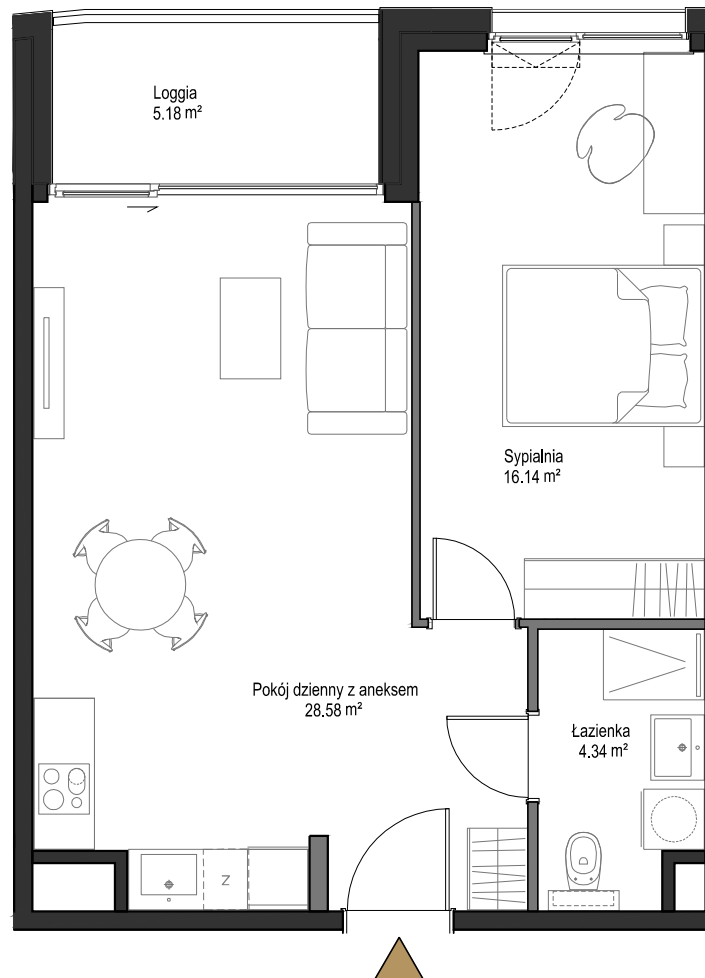 Loggia
5.18 m²
Sypialnia
16.14 m²
Pokój dzienny z aneksem
28.58 m²
Łazienka
4.34 m²
Z